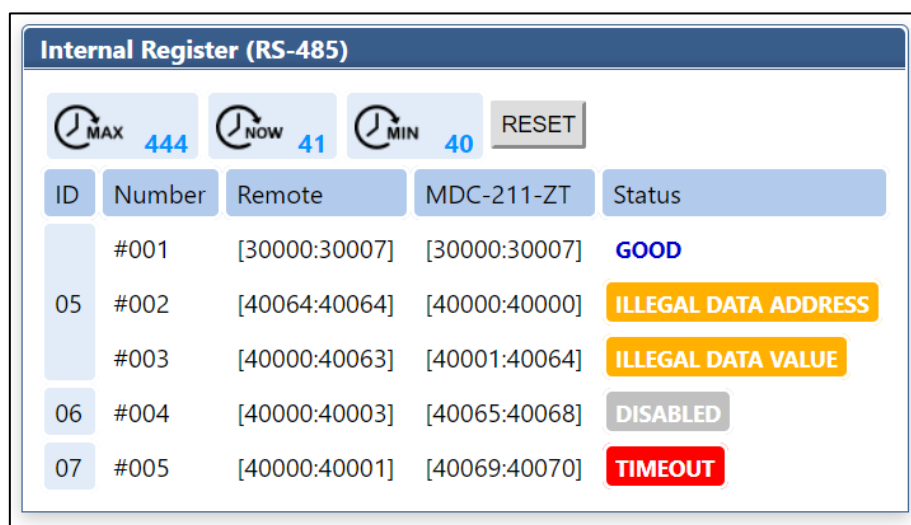 Internal Register (RS-485)
MAX 444 NOW 41 MIN 40 RESET
ID Number Remote MDC-211-ZT Status
#001 [30000:30007] [30000:30007] GOOD
05 #002 [40064:40064] [40000:40000] ILLEGAL DATA ADDRESS
#003 [40000:40063] [40001:40064] ILLEGAL DATA VALUE
06 #004 [40000:40003] [40065:40068] DISABLED
07 #005 [40000:40001] [40069:40070] TIMEOUT